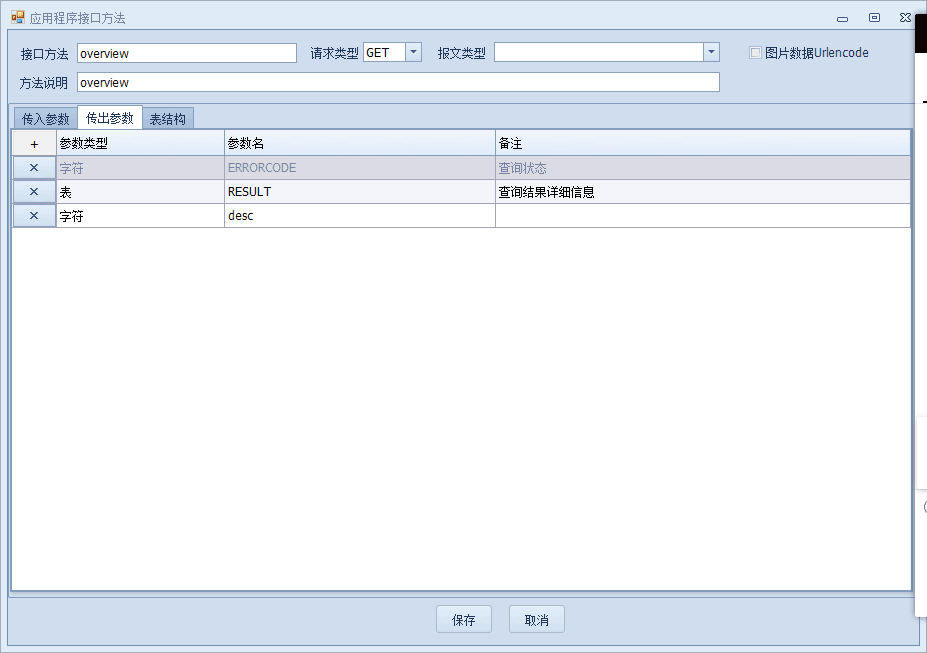 应用程序接口方法
接口方法 overview 请求类型 GET 报文类型 图片数据Urlencode
方法说明 overview
传入参数 传出参数 表结构
+ 参数类型 参数名 备注
× 字符 ERRORCODE 查询状态
× 表 RESULT 查询结果详细信息
× 字符 desc
保存 取消